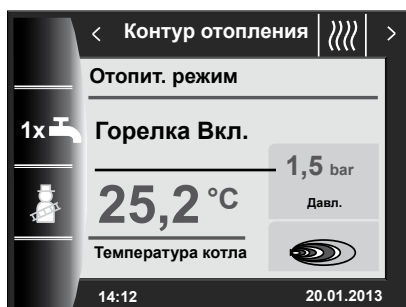 < Контур отопления >
Отопит. режим
1x
Горелка Вкл.
1,5 bar
Давл.
25,2 °C
Температура котла
14:12 20.01.2013